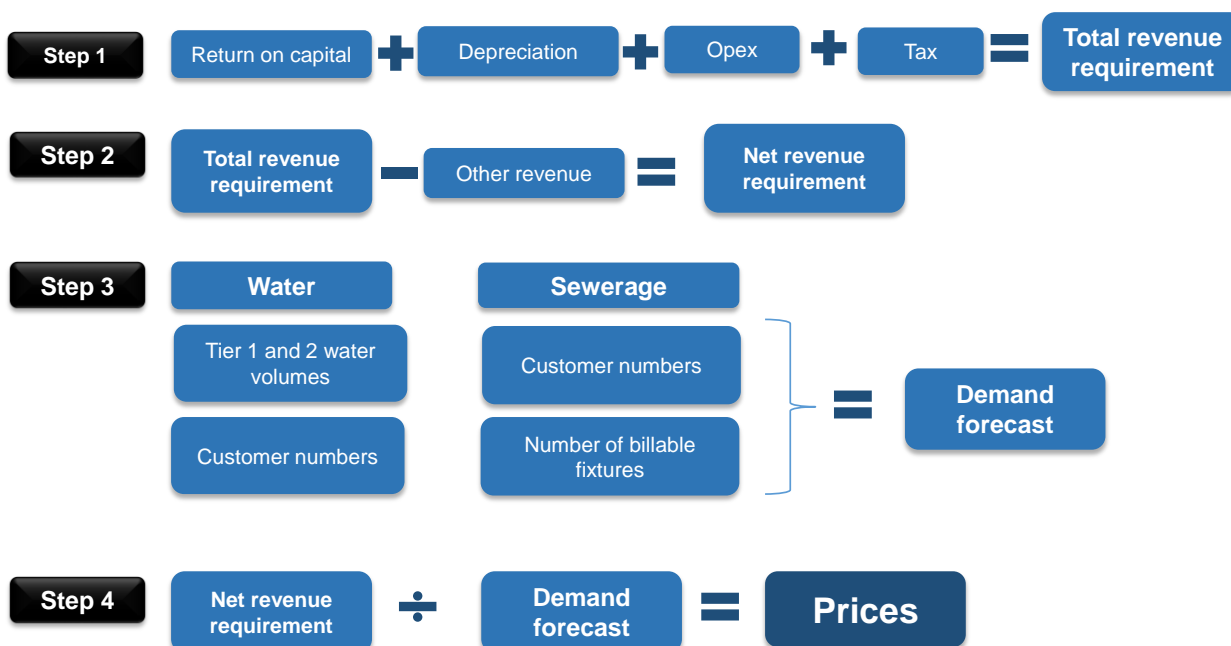 Step 1
Return on capital
Depreciation
Opex
Tax
Total revenue
requirement
Step 2
Total revenue
requirement
Other revenue
Net revenue
requirement
Step 3
Water
Sewerage
Tier 1 and 2 water
volumes
Customer numbers
Customer numbers
Number of billable
fixtures
Demand
forecast
Step 4
Net revenue
requirement
Demand
forecast
Prices